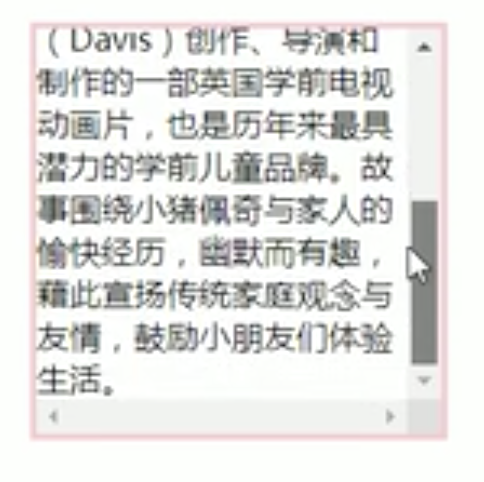 （Davis）创作、导演和
制作的一部英国学前电视
动画片，也是历年来最具
潜力的学前儿童品牌。故
事围绕小猪佩奇与家人的
愉快经历，幽默而有趣，
藉此宣扬传统家庭观念与
友情，鼓励小朋友们体验
生活。